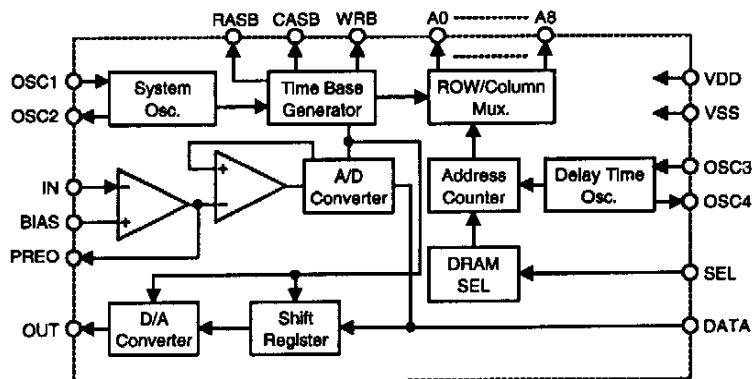 RASB CASB WRB A0 A8
OSC1
OSC2
System
Osc.
Time Base
Generator
ROW/Column
Mux.
VDD
VSS
IN
BIAS
PREO
−
+
+
−
A/D
Converter
Address
Counter
Delay Time
Osc.
OSC3
OSC4
DRAM
SEL
SEL
OUT
D/A
Converter
Shift
Register
DATA